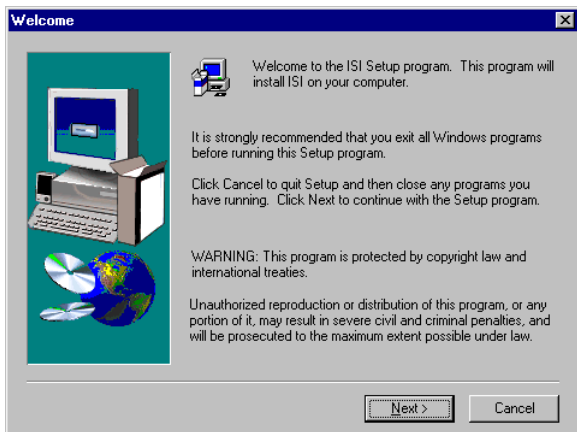 Welcome
Welcome to the ISI Setup program. This program will
install ISI on your computer.
It is strongly recommended that you exit all Windows programs
before running this Setup program.
Click Cancel to quit Setup and then close any programs you
have running. Click Next to continue with the Setup program.
WARNING: This program is protected by copyright law and
international treaties.
Unauthorized reproduction or distribution of this program, or any
portion of it, may result in severe civil and criminal penalties, and
will be prosecuted to the maximum extent possible under law.
Next >
Cancel